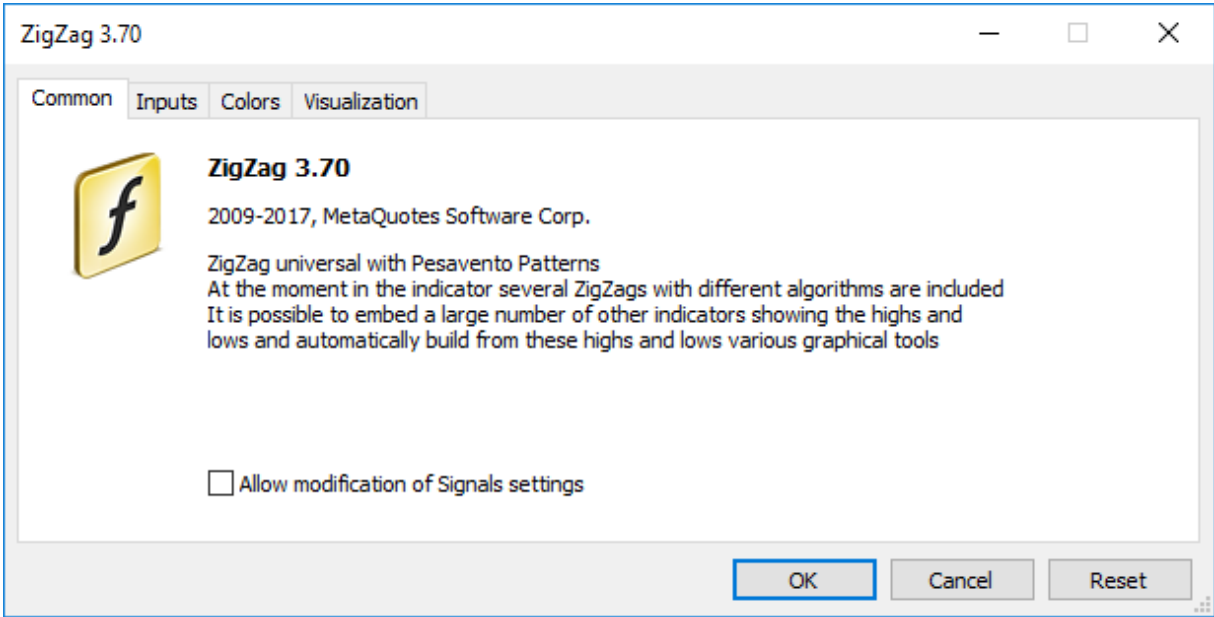 ZigZag 3.70
Common Inputs Colors Visualization
ZigZag 3.70
2009-2017, MetaQuotes Software Corp.
ZigZag universal with Pesavento Patterns
At the moment in the indicator several ZigZags with different algorithms are included
It is possible to embed a large number of other indicators showing the highs and
lows and automatically build from these highs and lows various graphical tools
Allow modification of Signals settings
OK Cancel Reset